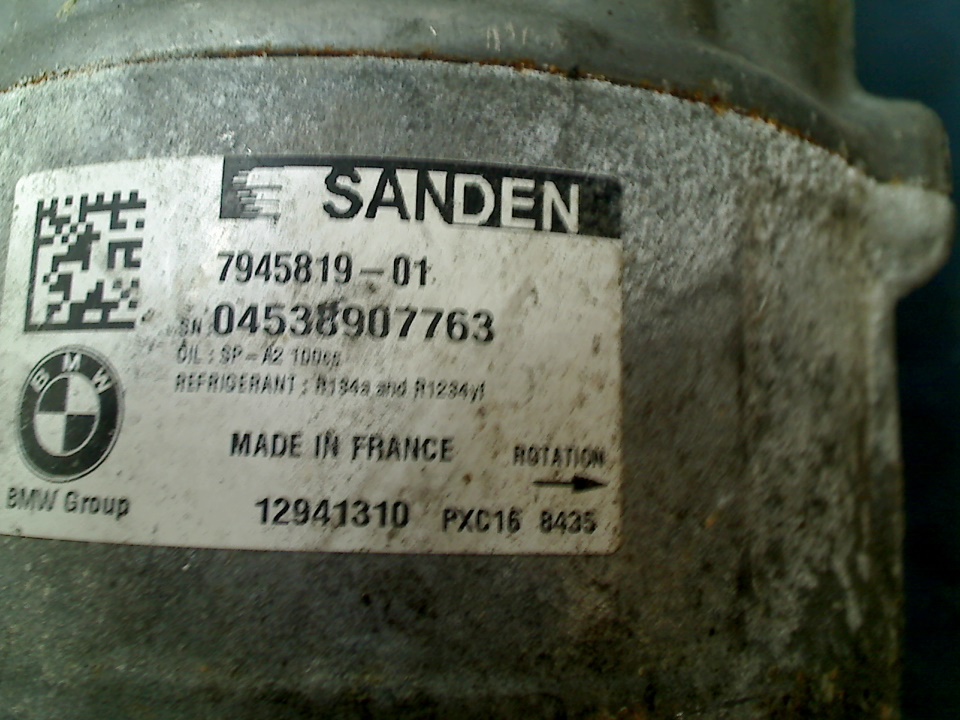 SANDEN
7945819-01
SN 04538907763
OIL : SP-A2 100cc
REFRIGERANT : R134a and R1234yf
BMW
MADE IN FRANCE
ROTATION
BMW Group
12941310 PXC16 8435